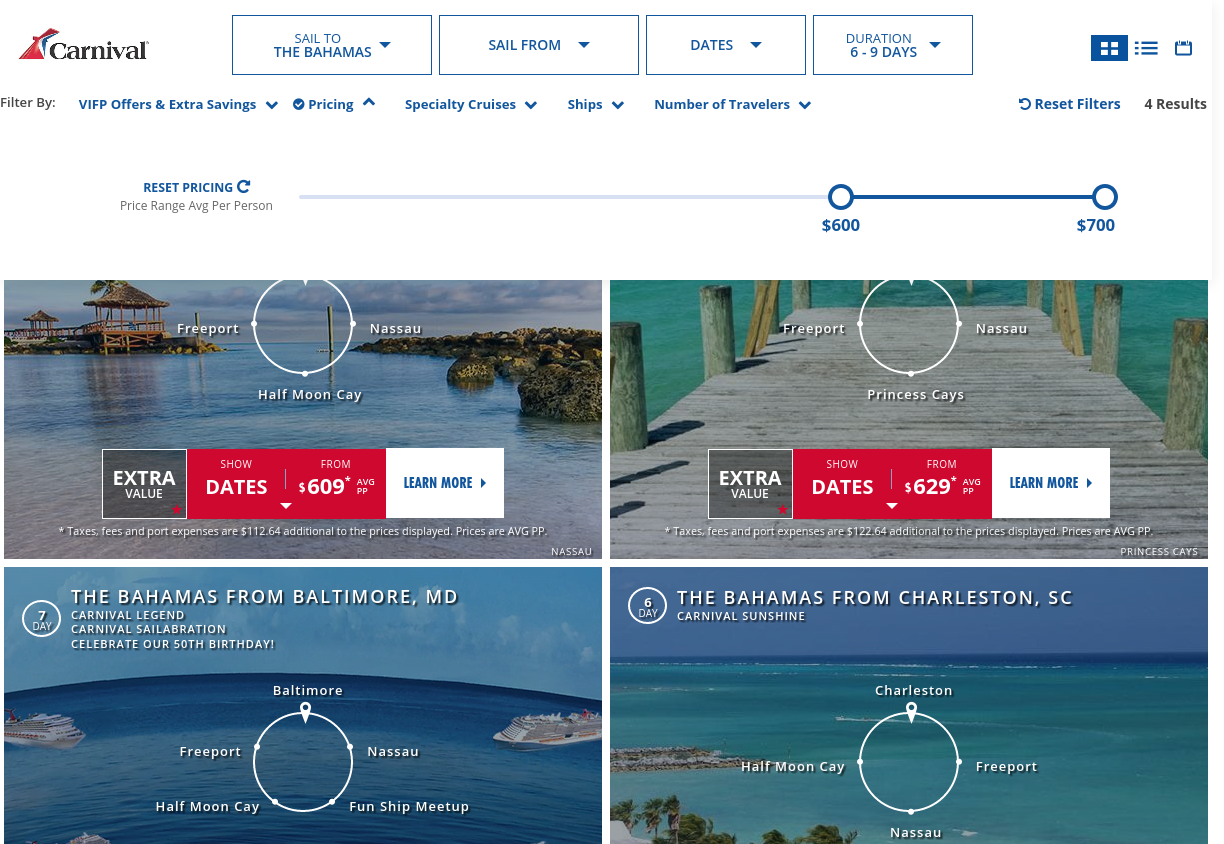 Carnival
SAIL TO
THE BAHAMAS
SAIL FROM
DATES
DURATION
6 - 9 DAYS
Filter By:
VIFP Offers & Extra Savings
Pricing
Specialty Cruises
Ships
Number of Travelers
Reset Filters
4 Results
RESET PRICING
Price Range Avg Per Person
$600
$700
Freeport
Nassau
Half Moon Cay
EXTRA
VALUE
SHOW
DATES
FROM
$609* AVG
PP
LEARN MORE
* Taxes, fees and port expenses are $112.64 additional to the prices displayed. Prices are AVG PP.
NASSAU
Freeport
Nassau
Princess Cays
EXTRA
VALUE
SHOW
DATES
FROM
$629* AVG
PP
LEARN MORE
* Taxes, fees and port expenses are $122.64 additional to the prices displayed. Prices are AVG PP.
PRINCESS CAYS
7
DAY
THE BAHAMAS FROM BALTIMORE, MD
CARNIVAL LEGEND
CARNIVAL SAILABRATION
CELEBRATE OUR 50TH BIRTHDAY!
Baltimore
Freeport
Nassau
Half Moon Cay
Fun Ship Meetup
6
DAY
THE BAHAMAS FROM CHARLESTON, SC
CARNIVAL SUNSHINE
Charleston
Half Moon Cay
Freeport
Nassau